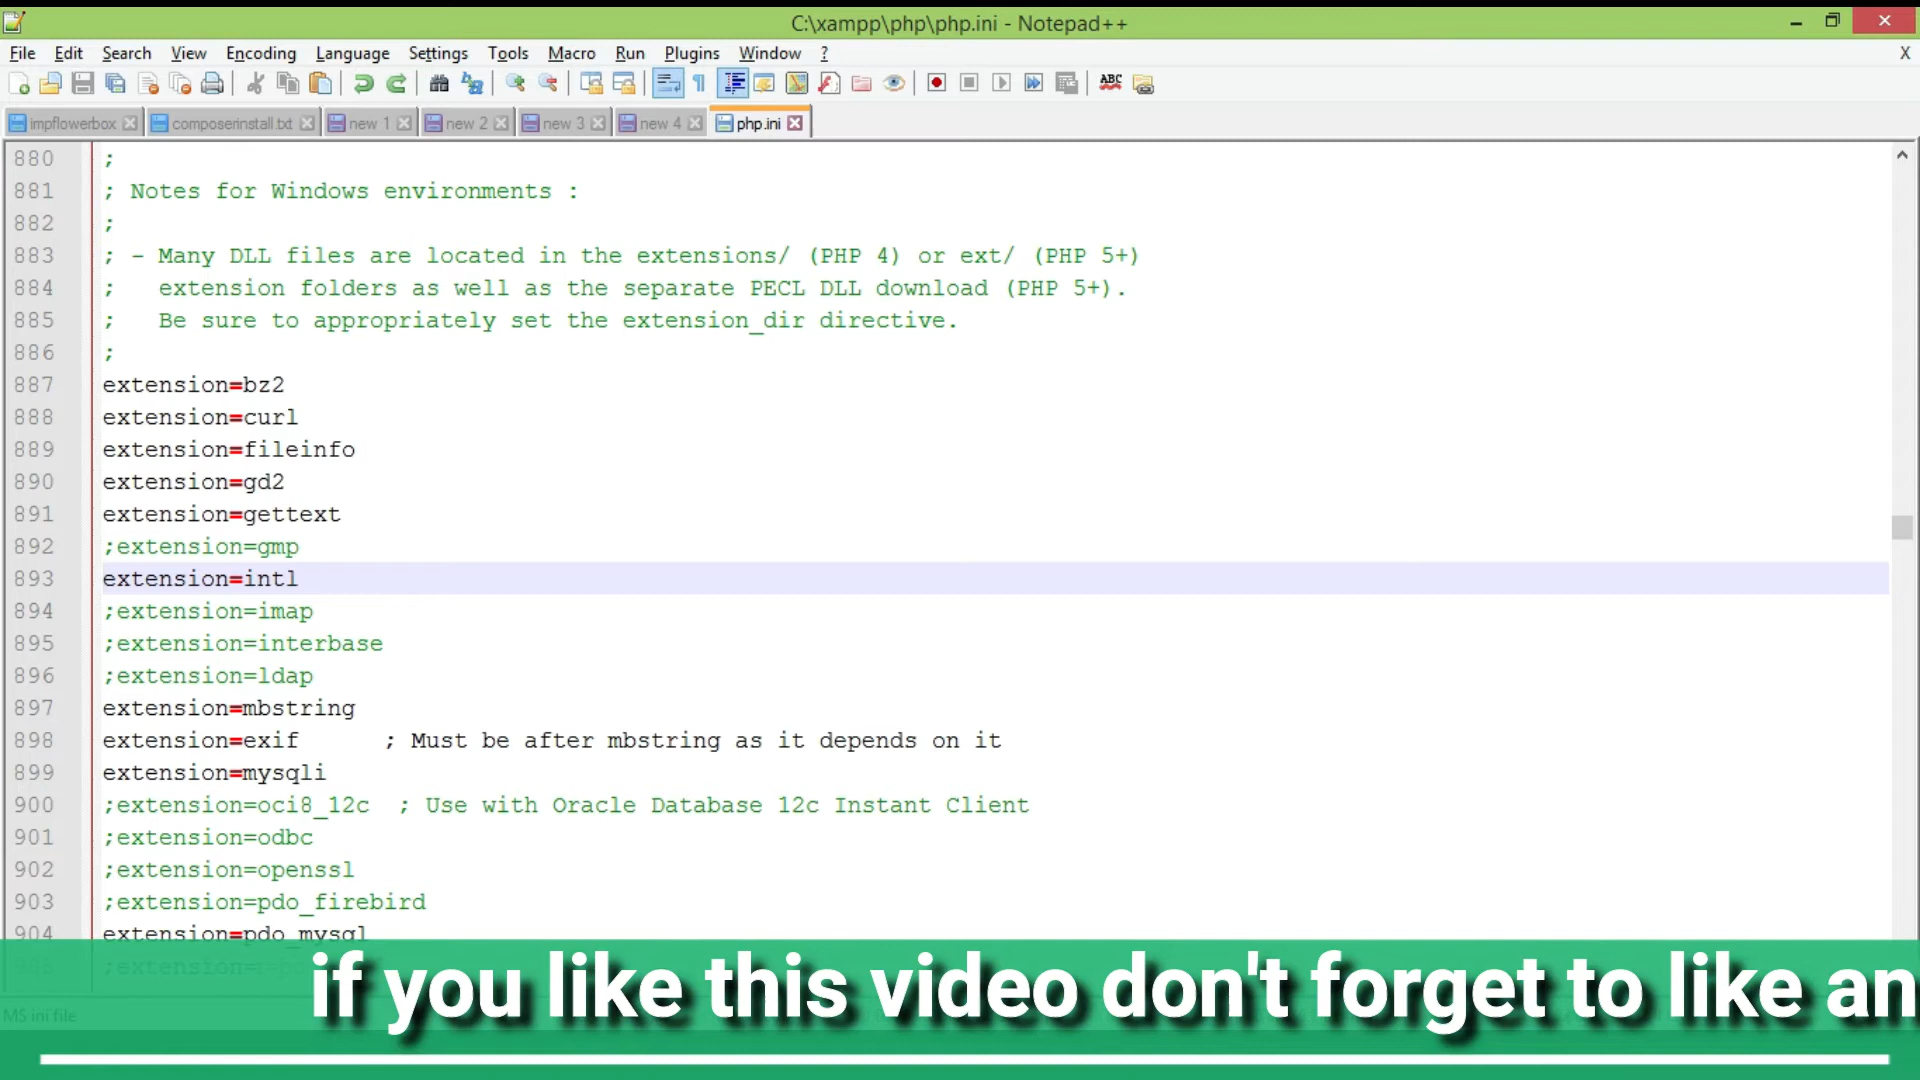 C:\xampp\php\php.ini - Notepad++
File Edit Search View Encoding Language Settings Tools Macro Run Plugins Window ? X
impflowerbox composerinstall.txt new 1 new 2 new 3 new 4 php.ini
880 ;
881 ; Notes for Windows environments :
882 ;
883 ; - Many DLL files are located in the extensions/ (PHP 4) or ext/ (PHP 5+)
884 ;   extension folders as well as the separate PECL DLL download (PHP 5+).
885 ;   Be sure to appropriately set the extension_dir directive.
886 ;
887 extension=bz2
888 extension=curl
889 extension=fileinfo
890 extension=gd2
891 extension=gettext
892 ;extension=gmp
893 extension=intl
894 ;extension=imap
895 ;extension=interbase
896 ;extension=ldap
897 extension=mbstring
898 extension=exif      ; Must be after mbstring as it depends on it
899 extension=mysqli
900 ;extension=oci8_12c  ; Use with Oracle Database 12c Instant Client
901 ;extension=odbc
902 ;extension=openssl
903 ;extension=pdo_firebird
904 extension=pdo_mysql
if you like this video don't forget to like an
MS ini file